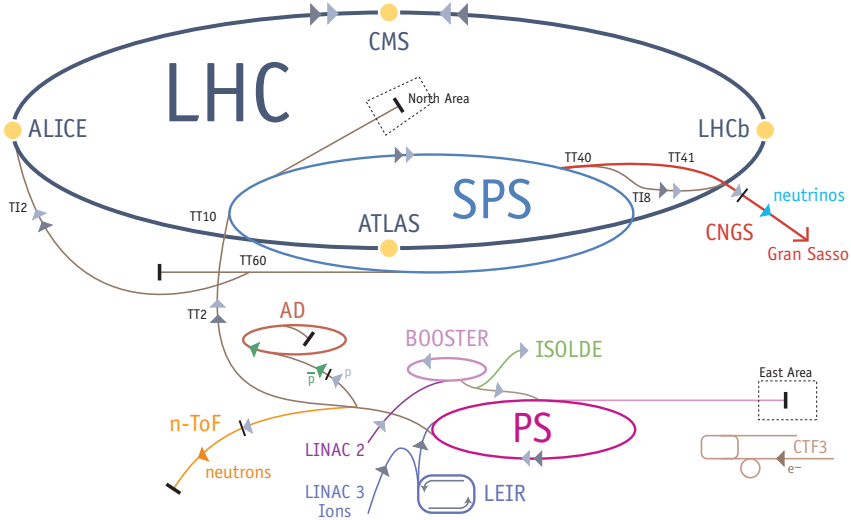 CMS
LHC
North Area
ALICE
LHCb
TT40
TT41
SPS
TI8
neutrinos
TI2
TT10
ATLAS
CNGS
Gran Sasso
TT60
TT2
AD
BOOSTER
ISOLDE
p
p
East Area
n-ToF
PS
LINAC 2
neutrons
CTF3
e–
LINAC 3
Ions
LEIR